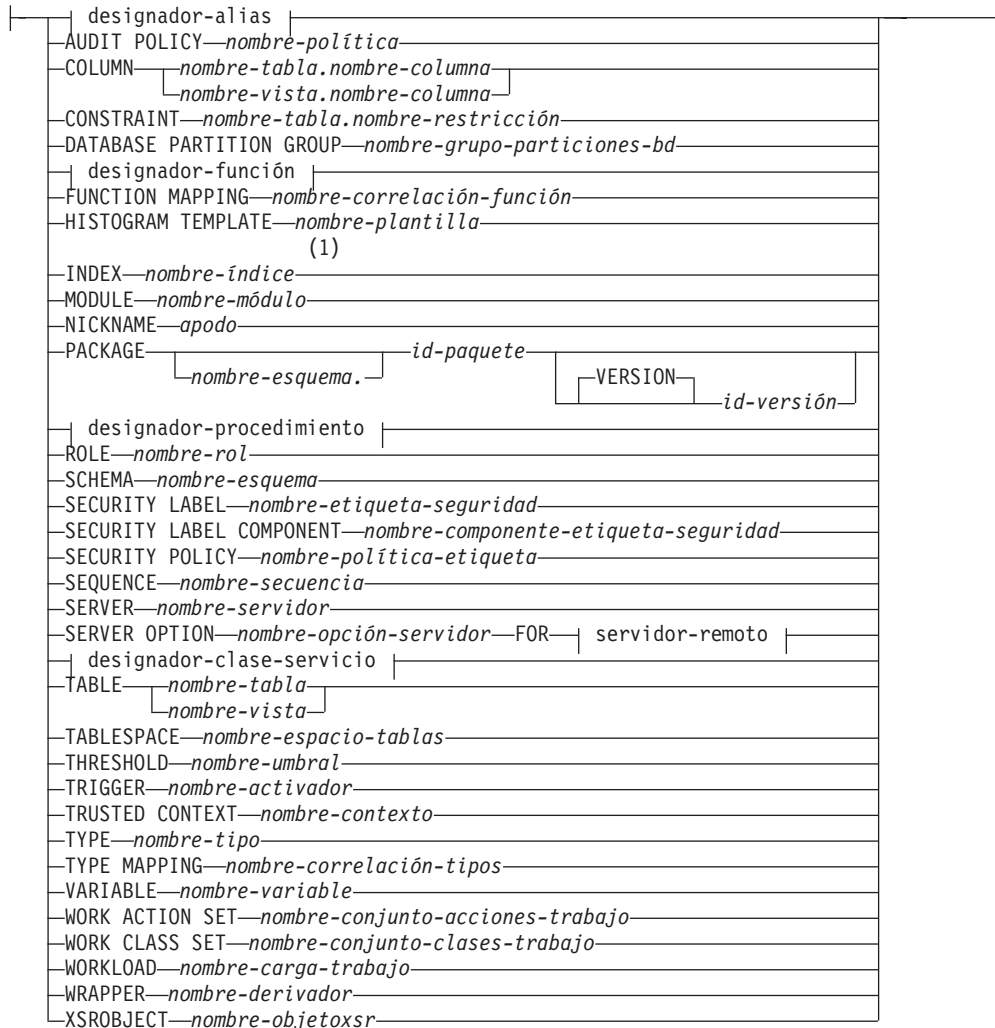 designador-alias
AUDIT POLICY nombre-política
COLUMN nombre-tabla.nombre-columna
nombre-vista.nombre-columna
CONSTRAINT nombre-tabla.nombre-restricción
DATABASE PARTITION GROUP nombre-grupo-particiones-bd
designador-función
FUNCTION MAPPING nombre-correlación-función
HISTOGRAM TEMPLATE nombre-plantilla
(1)
INDEX nombre-índice
MODULE nombre-módulo
NICKNAME apodo
PACKAGE id-paquete
nombre-esquema. VERSION
id-versión
designador-procedimiento
ROLE nombre-rol
SCHEMA nombre-esquema
SECURITY LABEL nombre-etiqueta-seguridad
SECURITY LABEL COMPONENT nombre-componente-etiqueta-seguridad
SECURITY POLICY nombre-política-etiqueta
SEQUENCE nombre-secuencia
SERVER nombre-servidor
SERVER OPTION nombre-opción-servidor FOR servidor-remoto
designador-clase-servicio
TABLE nombre-tabla
nombre-vista
TABLESPACE nombre-espacio-tablas
THRESHOLD nombre-umbral
TRIGGER nombre-activador
TRUSTED CONTEXT nombre-contexto
TYPE nombre-tipo
TYPE MAPPING nombre-correlación-tipos
VARIABLE nombre-variable
WORK ACTION SET nombre-conjunto-acciones-trabajo
WORK CLASS SET nombre-conjunto-clases-trabajo
WORKLOAD nombre-carga-trabajo
WRAPPER nombre-derivador
XSROBJECT nombre-objetoxsr